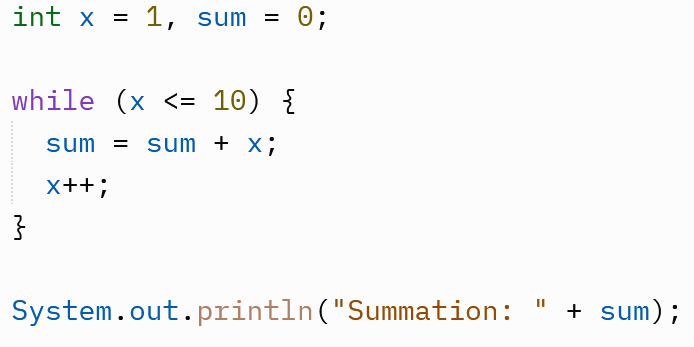 int x = 1, sum = 0;
while (x <= 10) {
sum = sum + x;
x++;
}
System.out.println("Summation: " + sum);